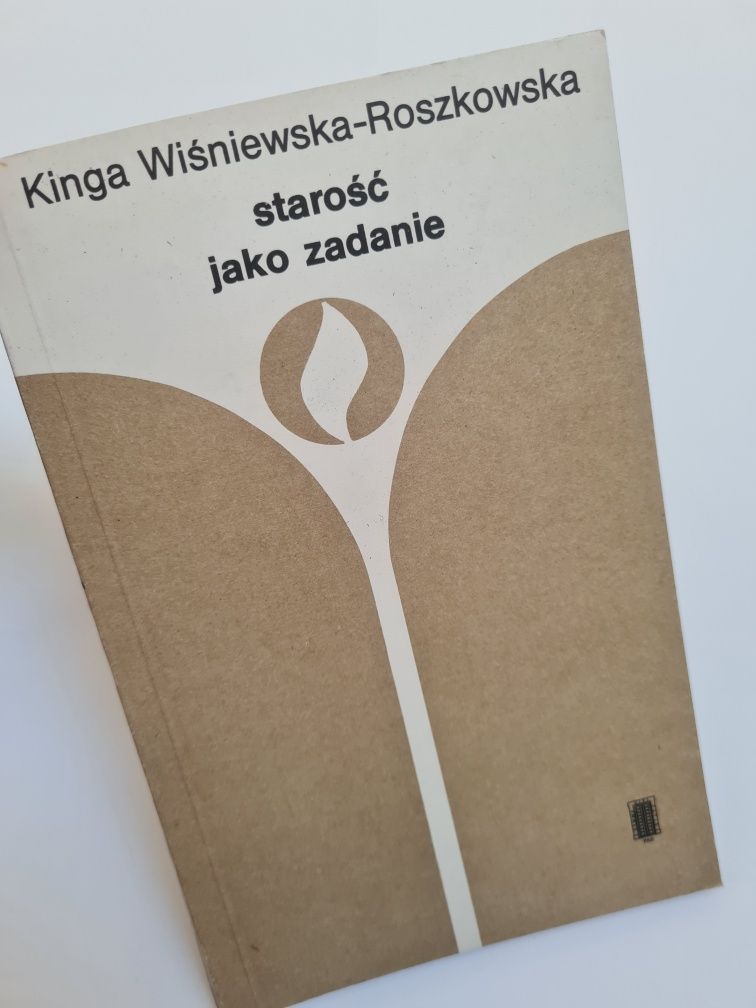 Kinga Wiśniewska-Roszkowska
starość
jako zadanie